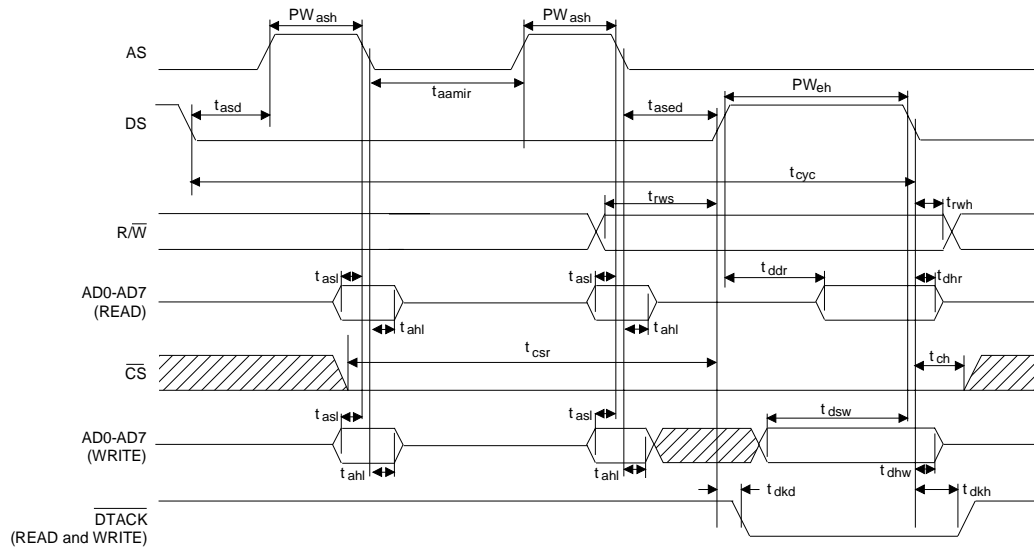 PWash PWash
AS
taamir PWeh
tasd tased
DS
tcyc
trws trwh
R/W
tasl tasl tddr tdhr
AD0-AD7
(READ)
tahl tahl
tcsr tch
CS
tasl tasl tdsw
AD0-AD7
(WRITE)
tahl tahl tdhw
tdkd tdkh
DTACK
(READ and WRITE)